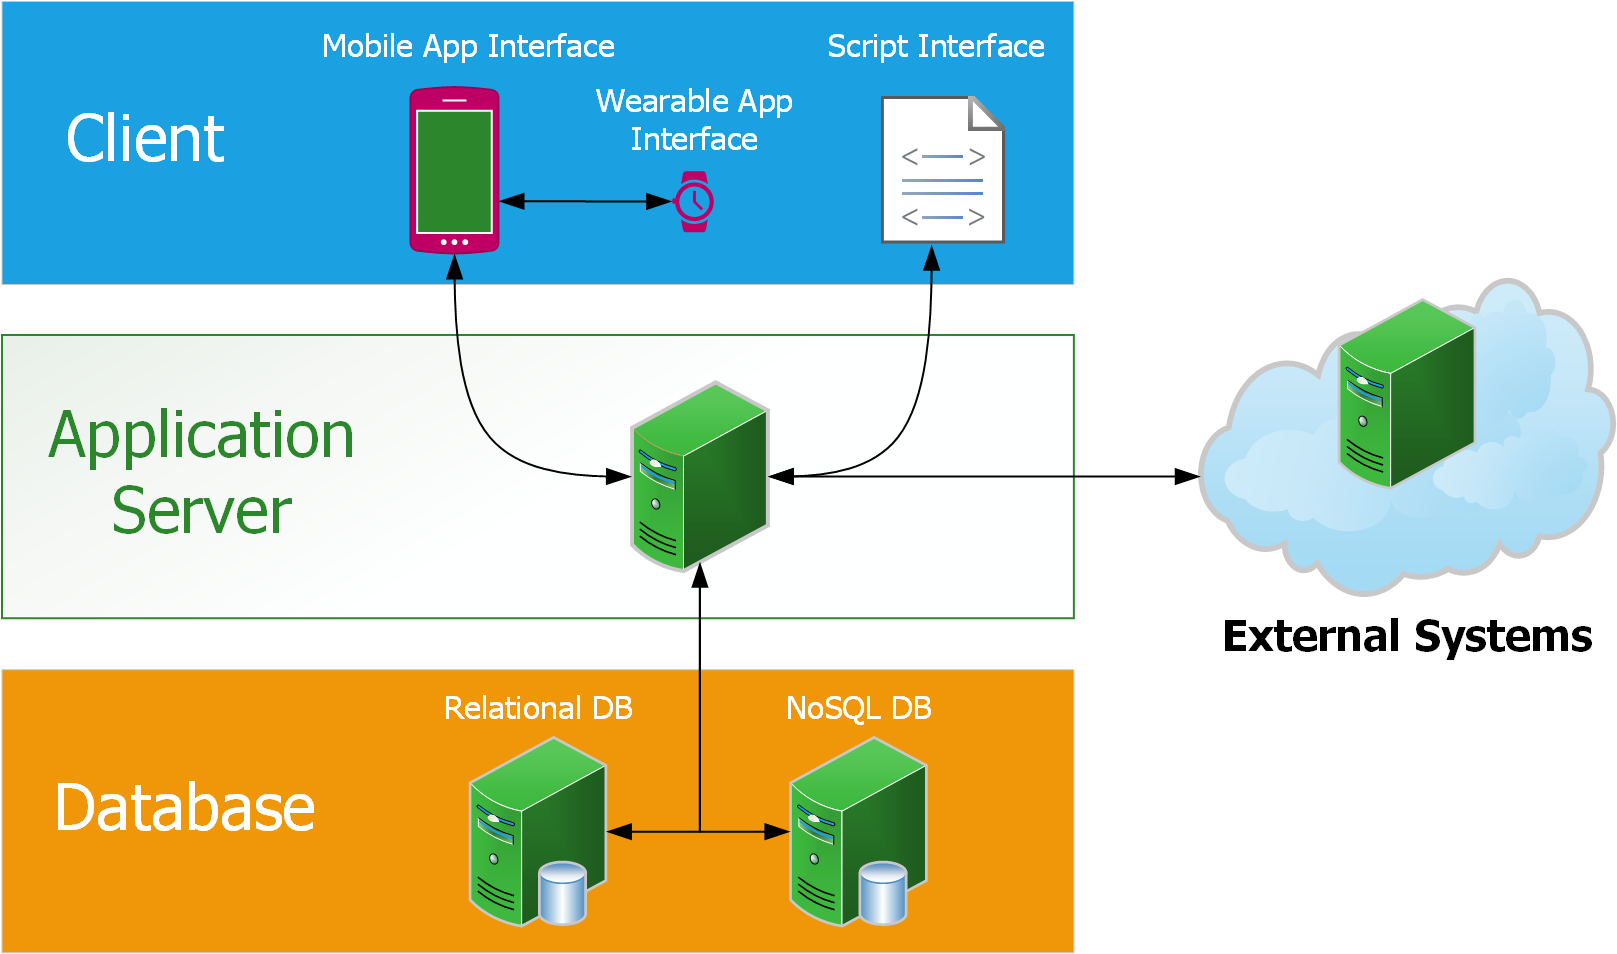 Mobile App Interface
Script Interface
Wearable App
Interface
Client
Application
Server
External Systems
Relational DB
NoSQL DB
Database